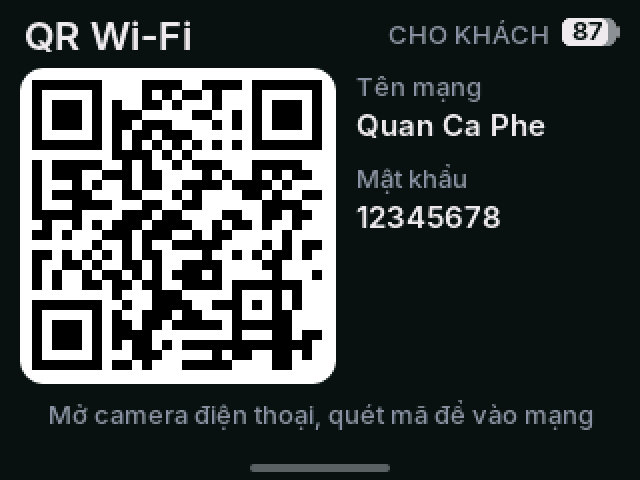 QR Wi-Fi
CHO KHÁCH 87
Tên mạng
Quan Ca Phe
Mật khẩu
12345678
Mở camera điện thoại, quét mã để vào mạng